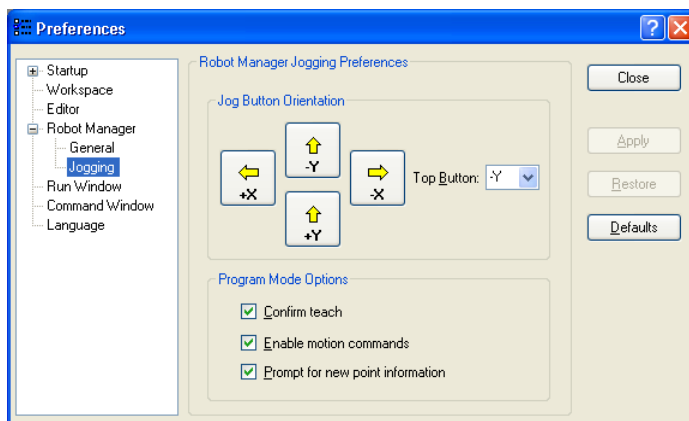 Preferences
Startup
Workspace
Editor
Robot Manager
General
Jogging
Run Window
Command Window
Language
Robot Manager Jogging Preferences
Jog Button Orientation
-Y
+X
-X
+Y
Top Button: -Y
Program Mode Options
Confirm teach
Enable motion commands
Prompt for new point information
Close
Apply
Restore
Defaults